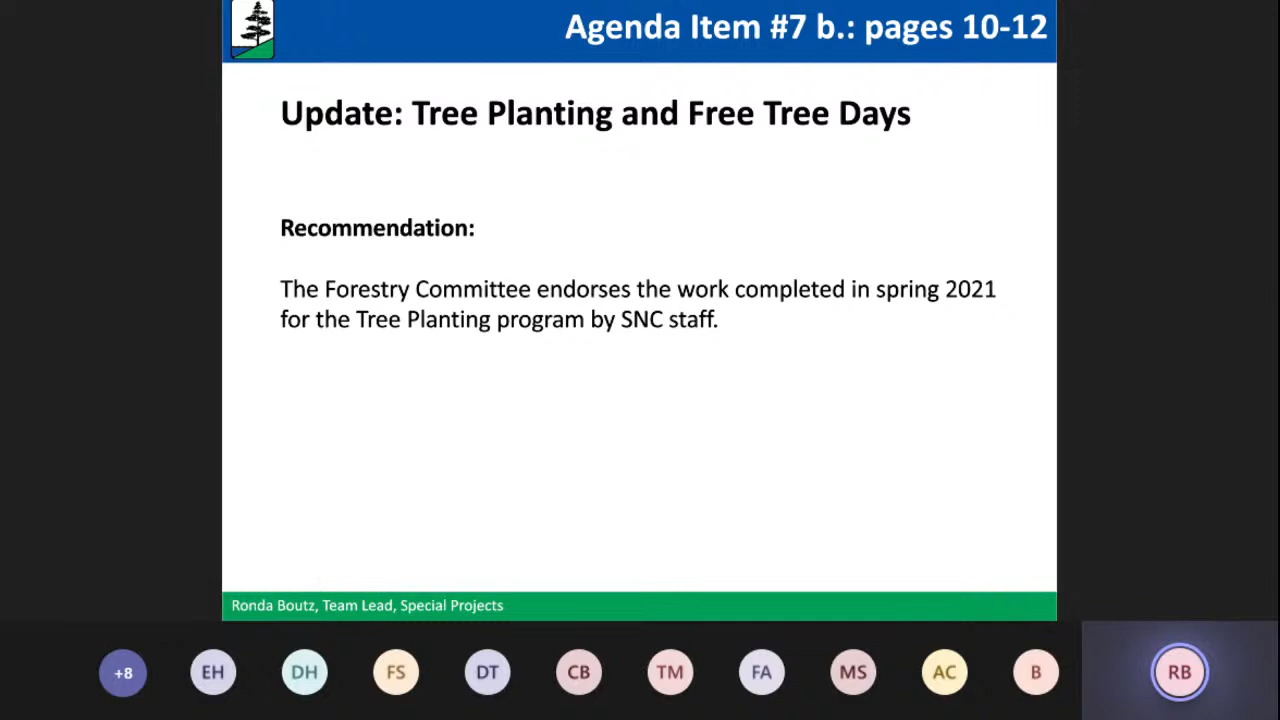 Agenda Item #7 b.: pages 10-12
Update: Tree Planting and Free Tree Days
Recommendation:
The Forestry Committee endorses the work completed in spring 2021
for the Tree Planting program by SNC staff.
Ronda Boutz, Team Lead, Special Projects
+8 EH DH FS DT CB TM FA MS AC B RB